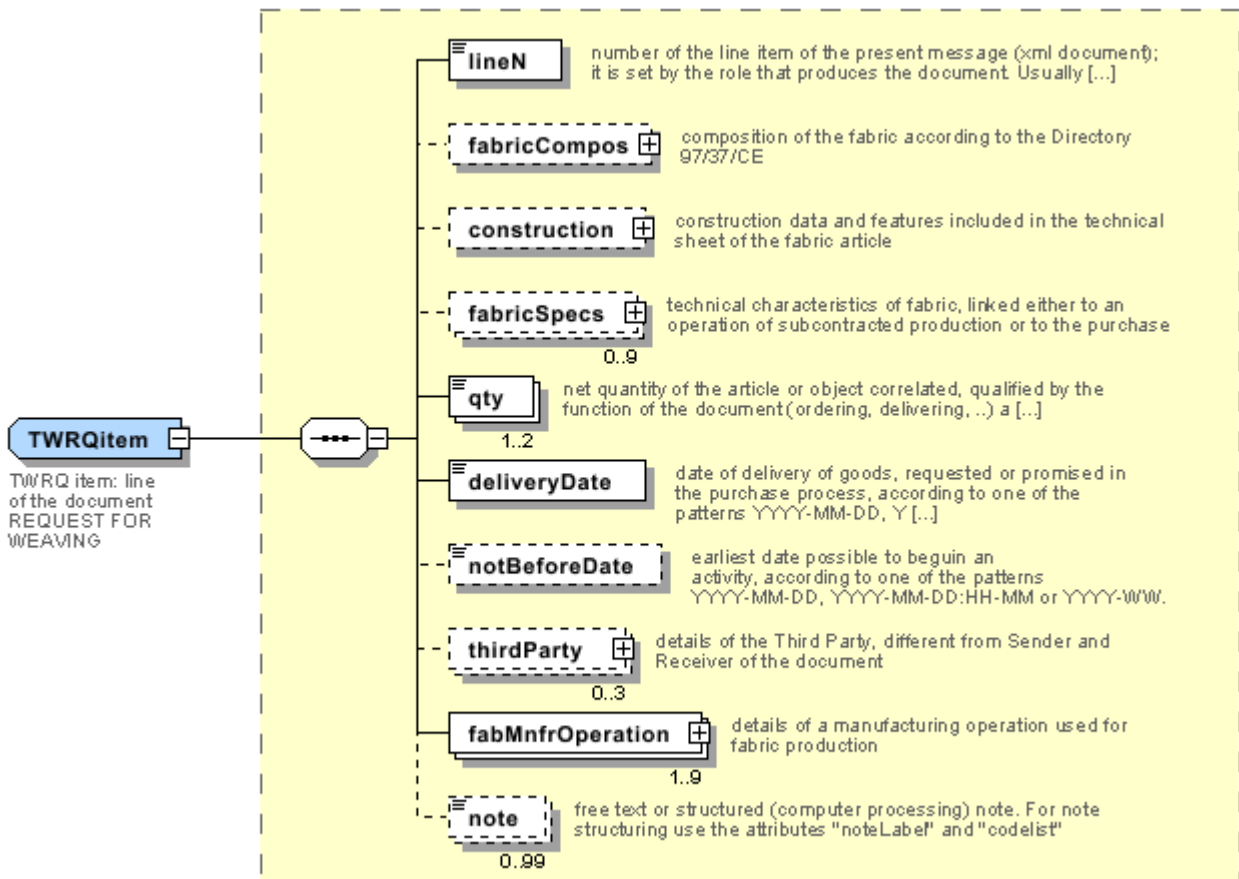 lineN
number of the line item of the present message (xml document);
it is set by the role that produces the document. Usually [...]
fabricCompos
composition of the fabric according to the Directory
97/37/CE
construction
construction data and features included in the technical
sheet of the fabric article
fabricSpecs
technical characteristics of fabric, linked either to an
operation of subcontracted production or to the purchase
0..9
qty
net quantity of the article or object correlated, qualified by the
function of the document (ordering, delivering, ..) a [...]
1..2
TWRQitem
TWRQ item: line
of the document
REQUEST FOR
WEAVING
deliveryDate
date of delivery of goods, requested or promised in
the purchase process, according to one of the
patterns YYYY-MM-DD, Y [...]
notBeforeDate
earliest date possible to beguin an
activity, according to one of the patterns
YYYY-MM-DD, YYYY-MM-DD:HH-MM or YYYY-WW.
thirdParty
details of the Third Party, different from Sender and
Receiver of the document
0..3
fabMnfrOperation
details of a manufacturing operation used for
fabric production
1..9
note
free text or structured (computer processing) note. For note
structuring use the attributes "noteLabel" and "codelist"
0..99